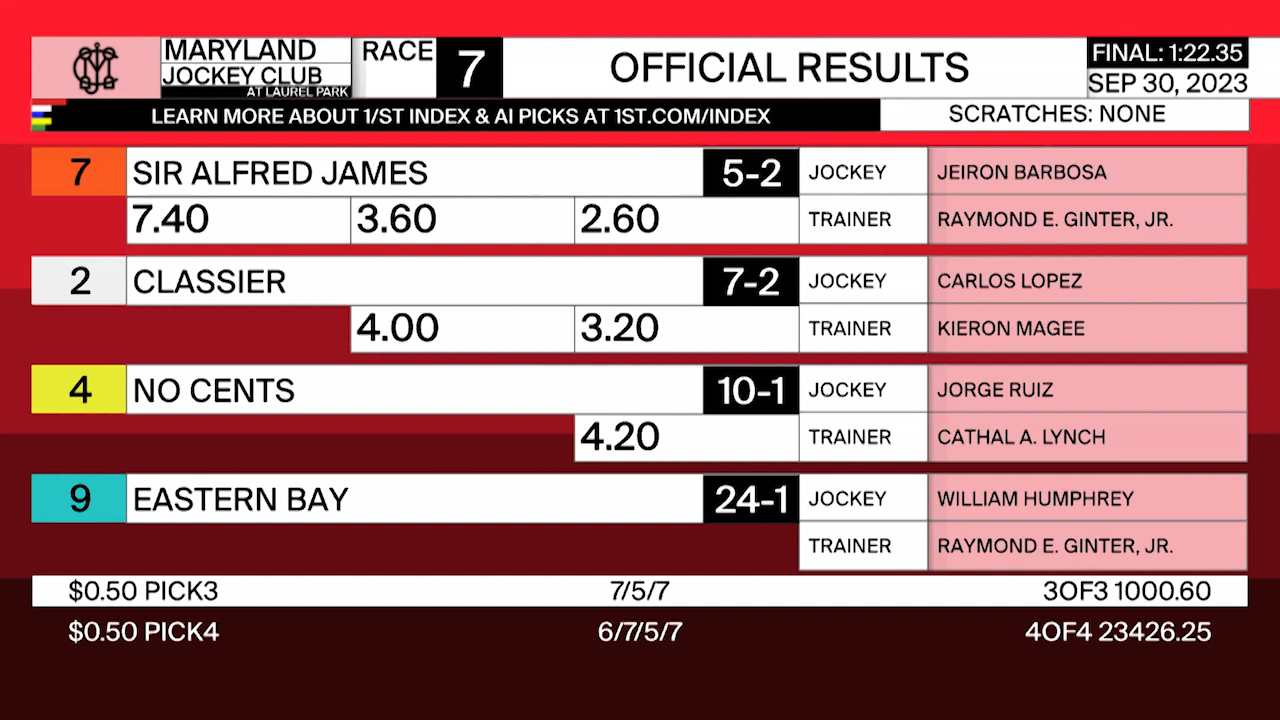 MARYLAND
JOCKEY CLUB
AT LAUREL PARK
RACE 7
OFFICIAL RESULTS
FINAL: 1:22.35
SEP 30, 2023
LEARN MORE ABOUT 1/ST INDEX & AI PICKS AT 1ST.COM/INDEX
SCRATCHES: NONE
7 SIR ALFRED JAMES 5-2 JOCKEY JEIRON BARBOSA
7.40 3.60 2.60 TRAINER RAYMOND E. GINTER, JR.
2 CLASSIER 7-2 JOCKEY CARLOS LOPEZ
4.00 3.20 TRAINER KIERON MAGEE
4 NO CENTS 10-1 JOCKEY JORGE RUIZ
4.20 TRAINER CATHAL A. LYNCH
9 EASTERN BAY 24-1 JOCKEY WILLIAM HUMPHREY
TRAINER RAYMOND E. GINTER, JR.
$0.50 PICK3 7/5/7 3OF3 1000.60
$0.50 PICK4 6/7/5/7 4OF4 23426.25